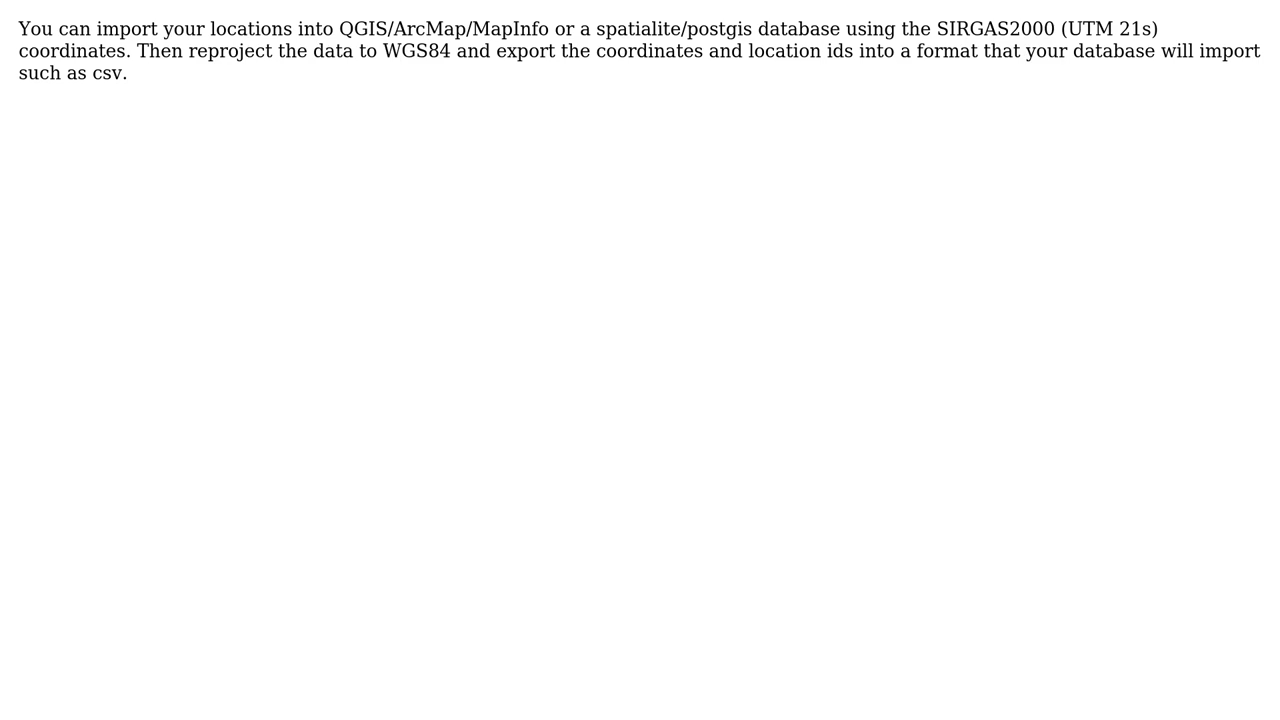 You can import your locations into QGIS/ArcMap/MapInfo or a spatialite/postgis database using the SIRGAS2000 (UTM 21s)
coordinates. Then reproject the data to WGS84 and export the coordinates and location ids into a format that your database will import
such as csv.